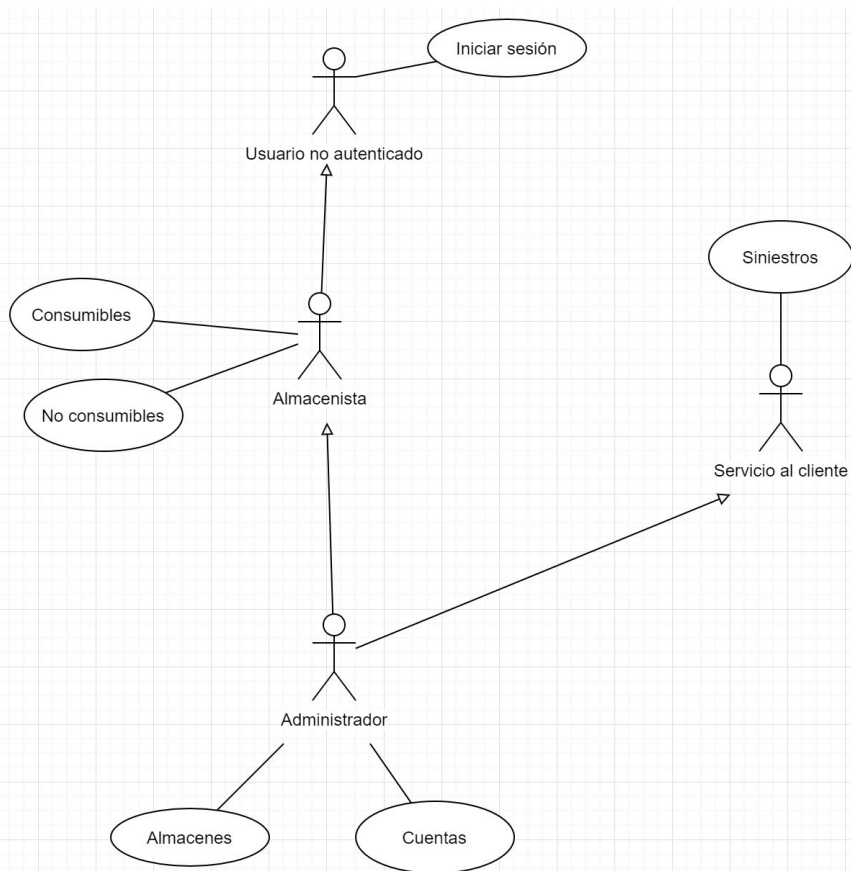 Iniciar sesión
Usuario no autenticado
Siniestros
Consumibles
Almacenista
No consumibles
Servicio al cliente
Administrador
Almacenes
Cuentas